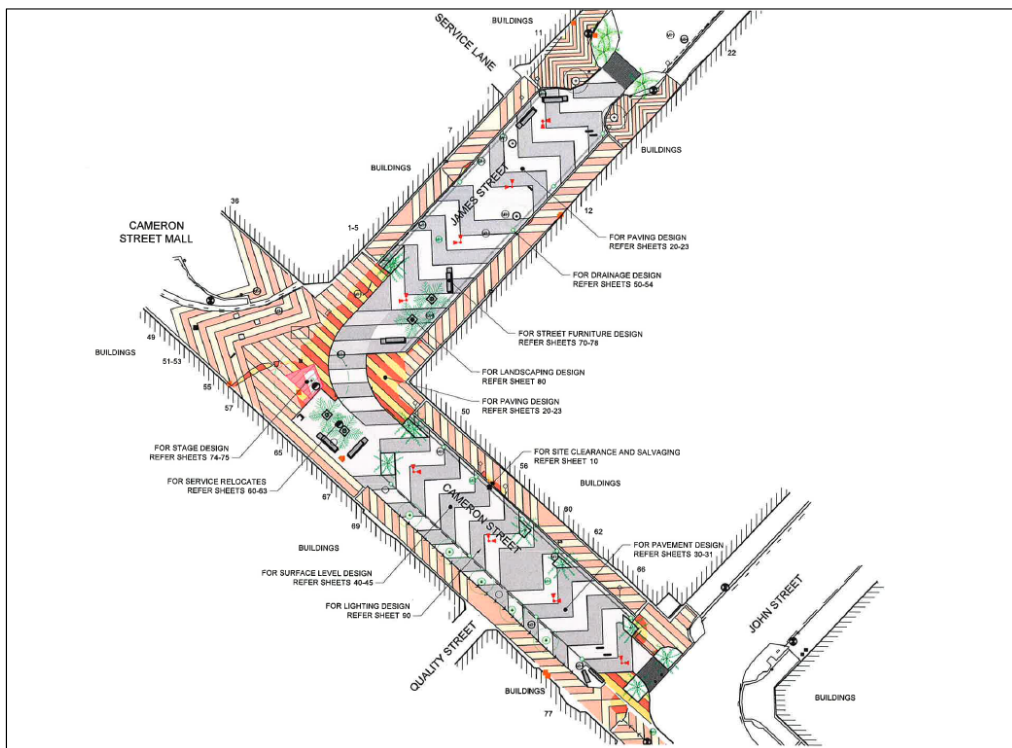 SERVICE LANE
BUILDINGS
11
22
7
BUILDINGS
BUILDINGS
JAMES STREET
36
12
CAMERON
STREET MALL
1-5
FOR PAVING DESIGN
REFER SHEETS 20-23
FOR DRAINAGE DESIGN
REFER SHEETS 50-54
49
51-53
BUILDINGS
55
57
FOR STREET FURNITURE DESIGN
REFER SHEETS 70-78
FOR LANDSCAPING DESIGN
REFER SHEET 80
FOR PAVING DESIGN
REFER SHEETS 20-23
50
65
FOR STAGE DESIGN
REFER SHEETS 74-75
FOR SITE CLEARANCE AND SALVAGING
REFER SHEET 10
56
BUILDINGS
67
FOR SERVICE RELOCATES
REFER SHEETS 60-63
69
CAMERON STREET
60
62
BUILDINGS
FOR PAVEMENT DESIGN
REFER SHEETS 30-31
66
FOR SURFACE LEVEL DESIGN
REFER SHEETS 40-45
FOR LIGHTING DESIGN
REFER SHEET 90
JOHN STREET
QUALITY STREET
BUILDINGS
BUILDINGS
77